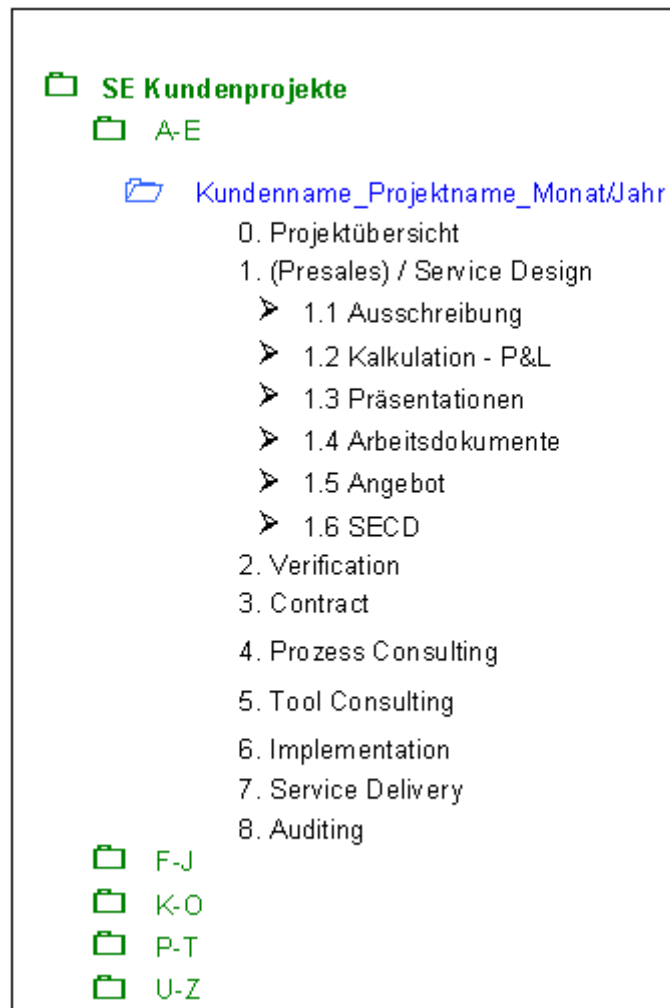 SE Kundenprojekte
A-E
Kundenname_Projektname_Monat/Jahr
0. Projektübersicht
1. (Presales) / Service Design
1.1 Ausschreibung
1.2 Kalkulation - P&L
1.3 Präsentationen
1.4 Arbeitsdokumente
1.5 Angebot
1.6 SECD
2. Verification
3. Contract
4. Prozess Consulting
5. Tool Consulting
6. Implementation
7. Service Delivery
8. Auditing
F-J
K-O
P-T
U-Z